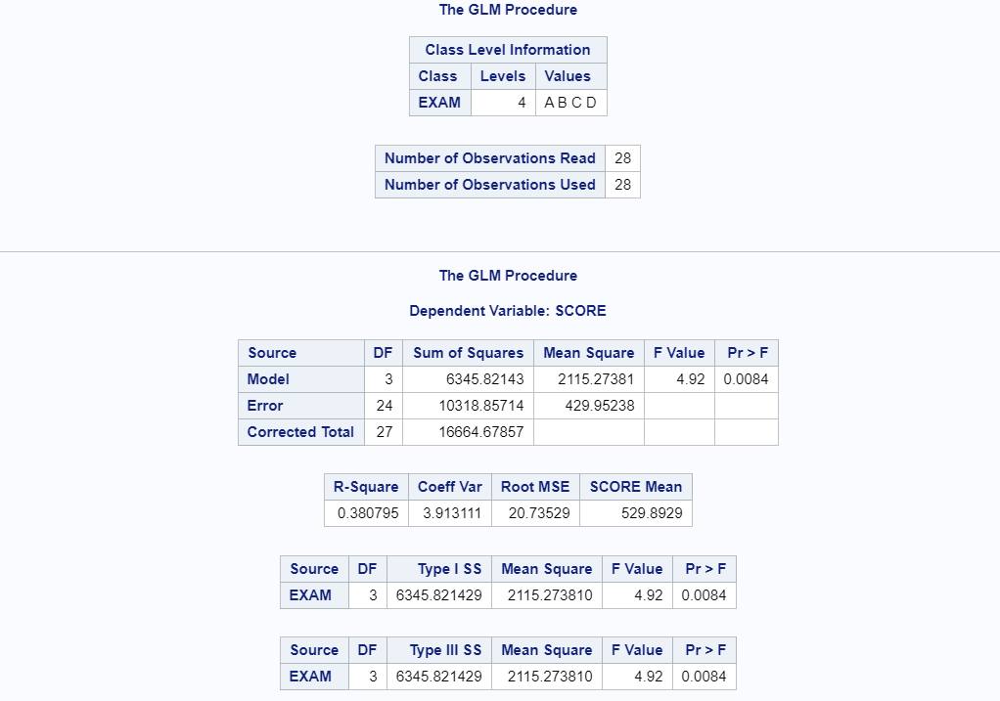 The GLM Procedure
Class Level Information
Class Levels Values
EXAM 4 A B C D
Number of Observations Read 28
Number of Observations Used 28
The GLM Procedure
Dependent Variable: SCORE
Source DF Sum of Squares Mean Square F Value Pr > F
Model 3 6345.82143 2115.27381 4.92 0.0084
Error 24 10318.85714 429.95238
Corrected Total 27 16664.67857
R-Square Coeff Var Root MSE SCORE Mean
0.380795 3.913111 20.73529 529.8929
Source DF Type I SS Mean Square F Value Pr > F
EXAM 3 6345.821429 2115.273810 4.92 0.0084
Source DF Type III SS Mean Square F Value Pr > F
EXAM 3 6345.821429 2115.273810 4.92 0.0084